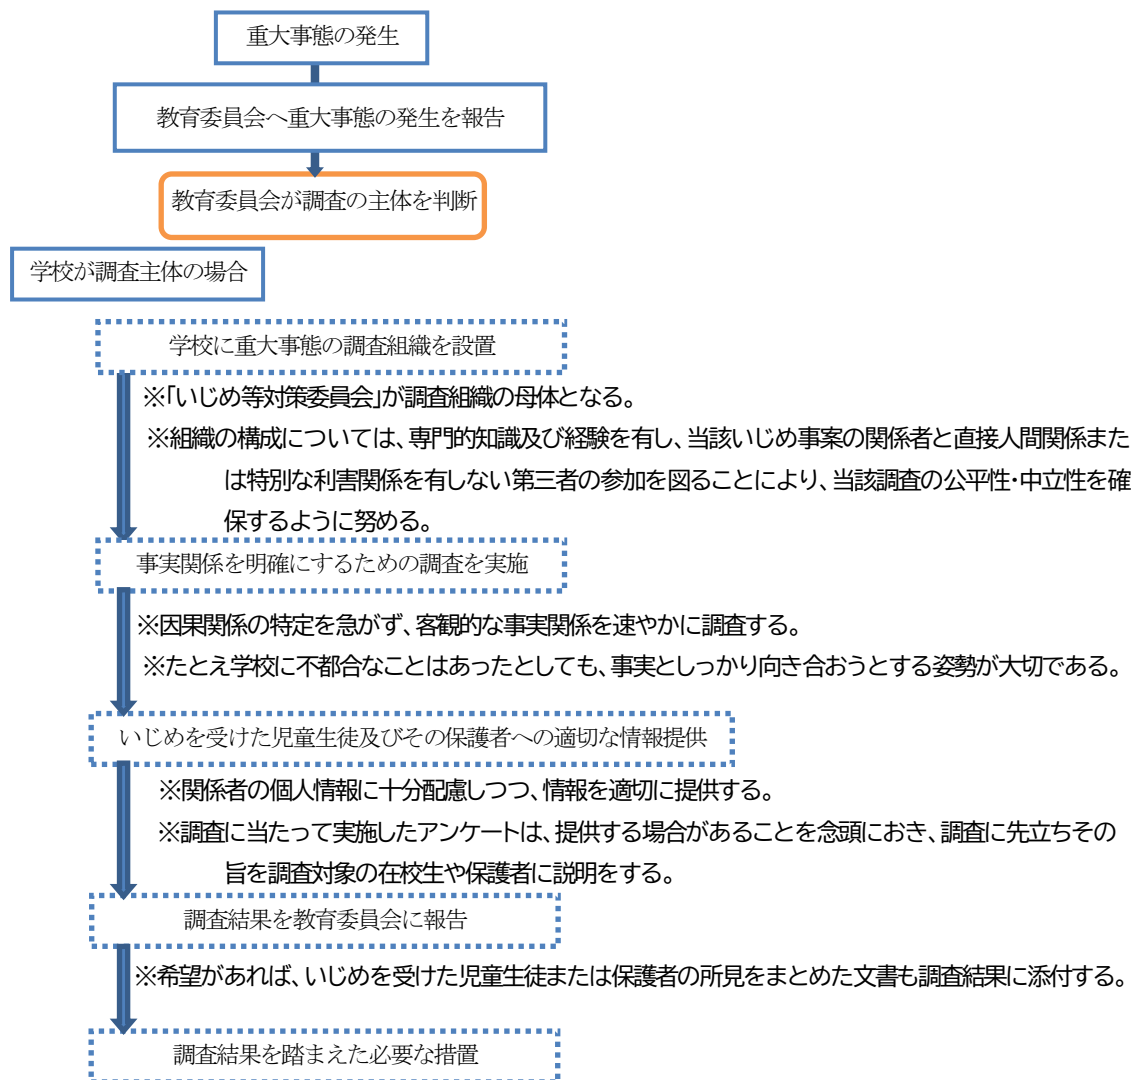 重大事態の発生
教育委員会へ重大事態の発生を報告
教育委員会が調査の主体を判断
学校が調査主体の場合
学校に重大事態の調査組織を設置
※「いじめ等対策委員会」が調査組織の母体となる。
※組織の構成については、専門的知識及び経験を有し、当該いじめ事案の関係者と直接人間関係また
は特別な利害関係を有しない第三者の参加を図ることにより、当該調査の公平性・中立性を確
保するように努める。
事実関係を明確にするための調査を実施
※因果関係の特定を急がず、客観的な事実関係を速やかに調査する。
※たとえ学校に不都合なことはあったとしても、事実としっかり向き合おうとする姿勢が大切である。
いじめを受けた児童生徒及びその保護者への適切な情報提供
※関係者の個人情報に十分配慮しつつ、情報を適切に提供する。
※調査に当たって実施したアンケートは、提供する場合があることを念頭におき、調査に先立ちその
旨を調査対象の在校生や保護者に説明をする。
調査結果を教育委員会に報告
※希望があれば、いじめを受けた児童生徒または保護者の所見をまとめた文書も調査結果に添付する。
調査結果を踏まえた必要な措置